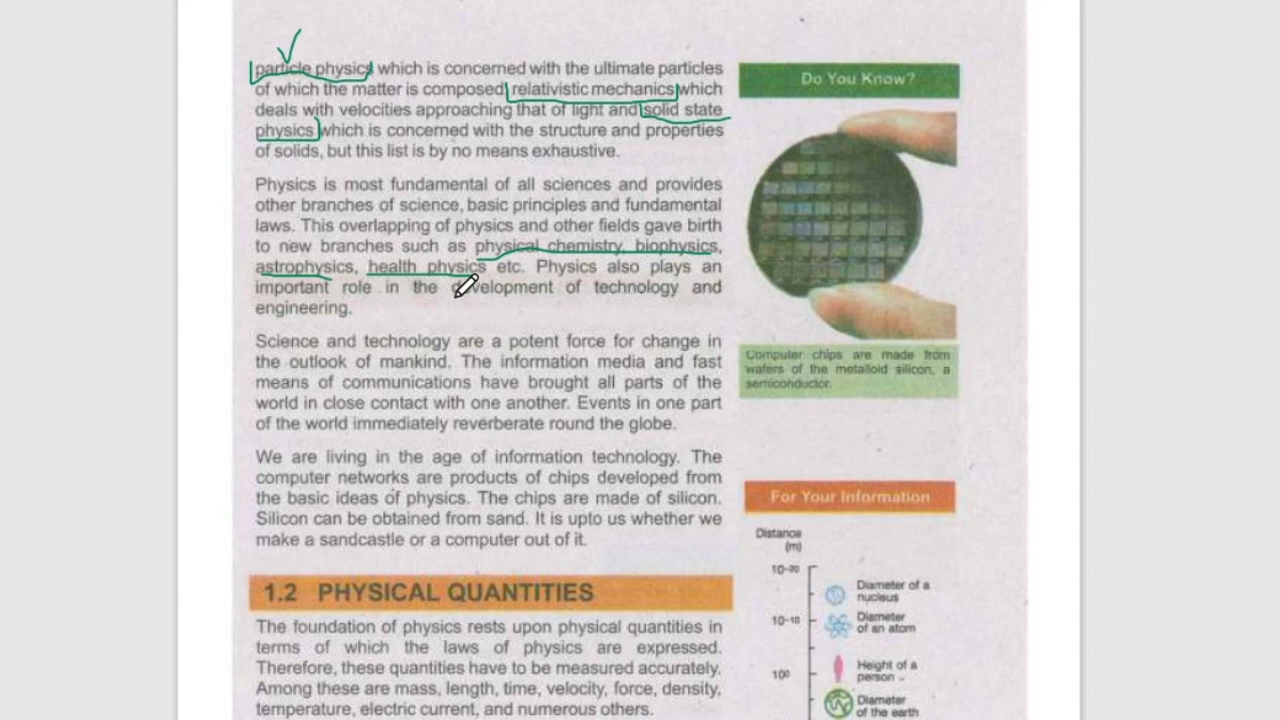 particle physics which is concerned with the ultimate particles
of which the matter is composed, relativistic mechanics which
deals with velocities approaching that of light and solid state
physics which is concerned with the structure and properties
of solids, but this list is by no means exhaustive.
Physics is most fundamental of all sciences and provides
other branches of science, basic principles and fundamental
laws. This overlapping of physics and other fields gave birth
to new branches such as physical chemistry, biophysics,
astrophysics, health physics etc. Physics also plays an
important role in the development of technology and
engineering.
Science and technology are a potent force for change in
the outlook of mankind. The information media and fast
means of communications have brought all parts of the
world in close contact with one another. Events in one part
of the world immediately reverberate round the globe.
We are living in the age of information technology. The
computer networks are products of chips developed from
the basic ideas of physics. The chips are made of silicon.
Silicon can be obtained from sand. It is upto us whether we
make a sandcastle or a computer out of it.
1.2 PHYSICAL QUANTITIES
The foundation of physics rests upon physical quantities in
terms of which the laws of physics are expressed.
Therefore, these quantities have to be measured accurately.
Among these are mass, length, time, velocity, force, density,
temperature, electric current, and numerous others.
Do You Know?
Computer chips are made from
wafers of the metalloid silicon, a
semiconductor.
For Your Information
Distance
(m)
10⁻²⁰
Diameter of a
nucleus
10⁻¹⁰
Diameter
of an atom
10⁰
Height of a
person
Diameter
of the earth